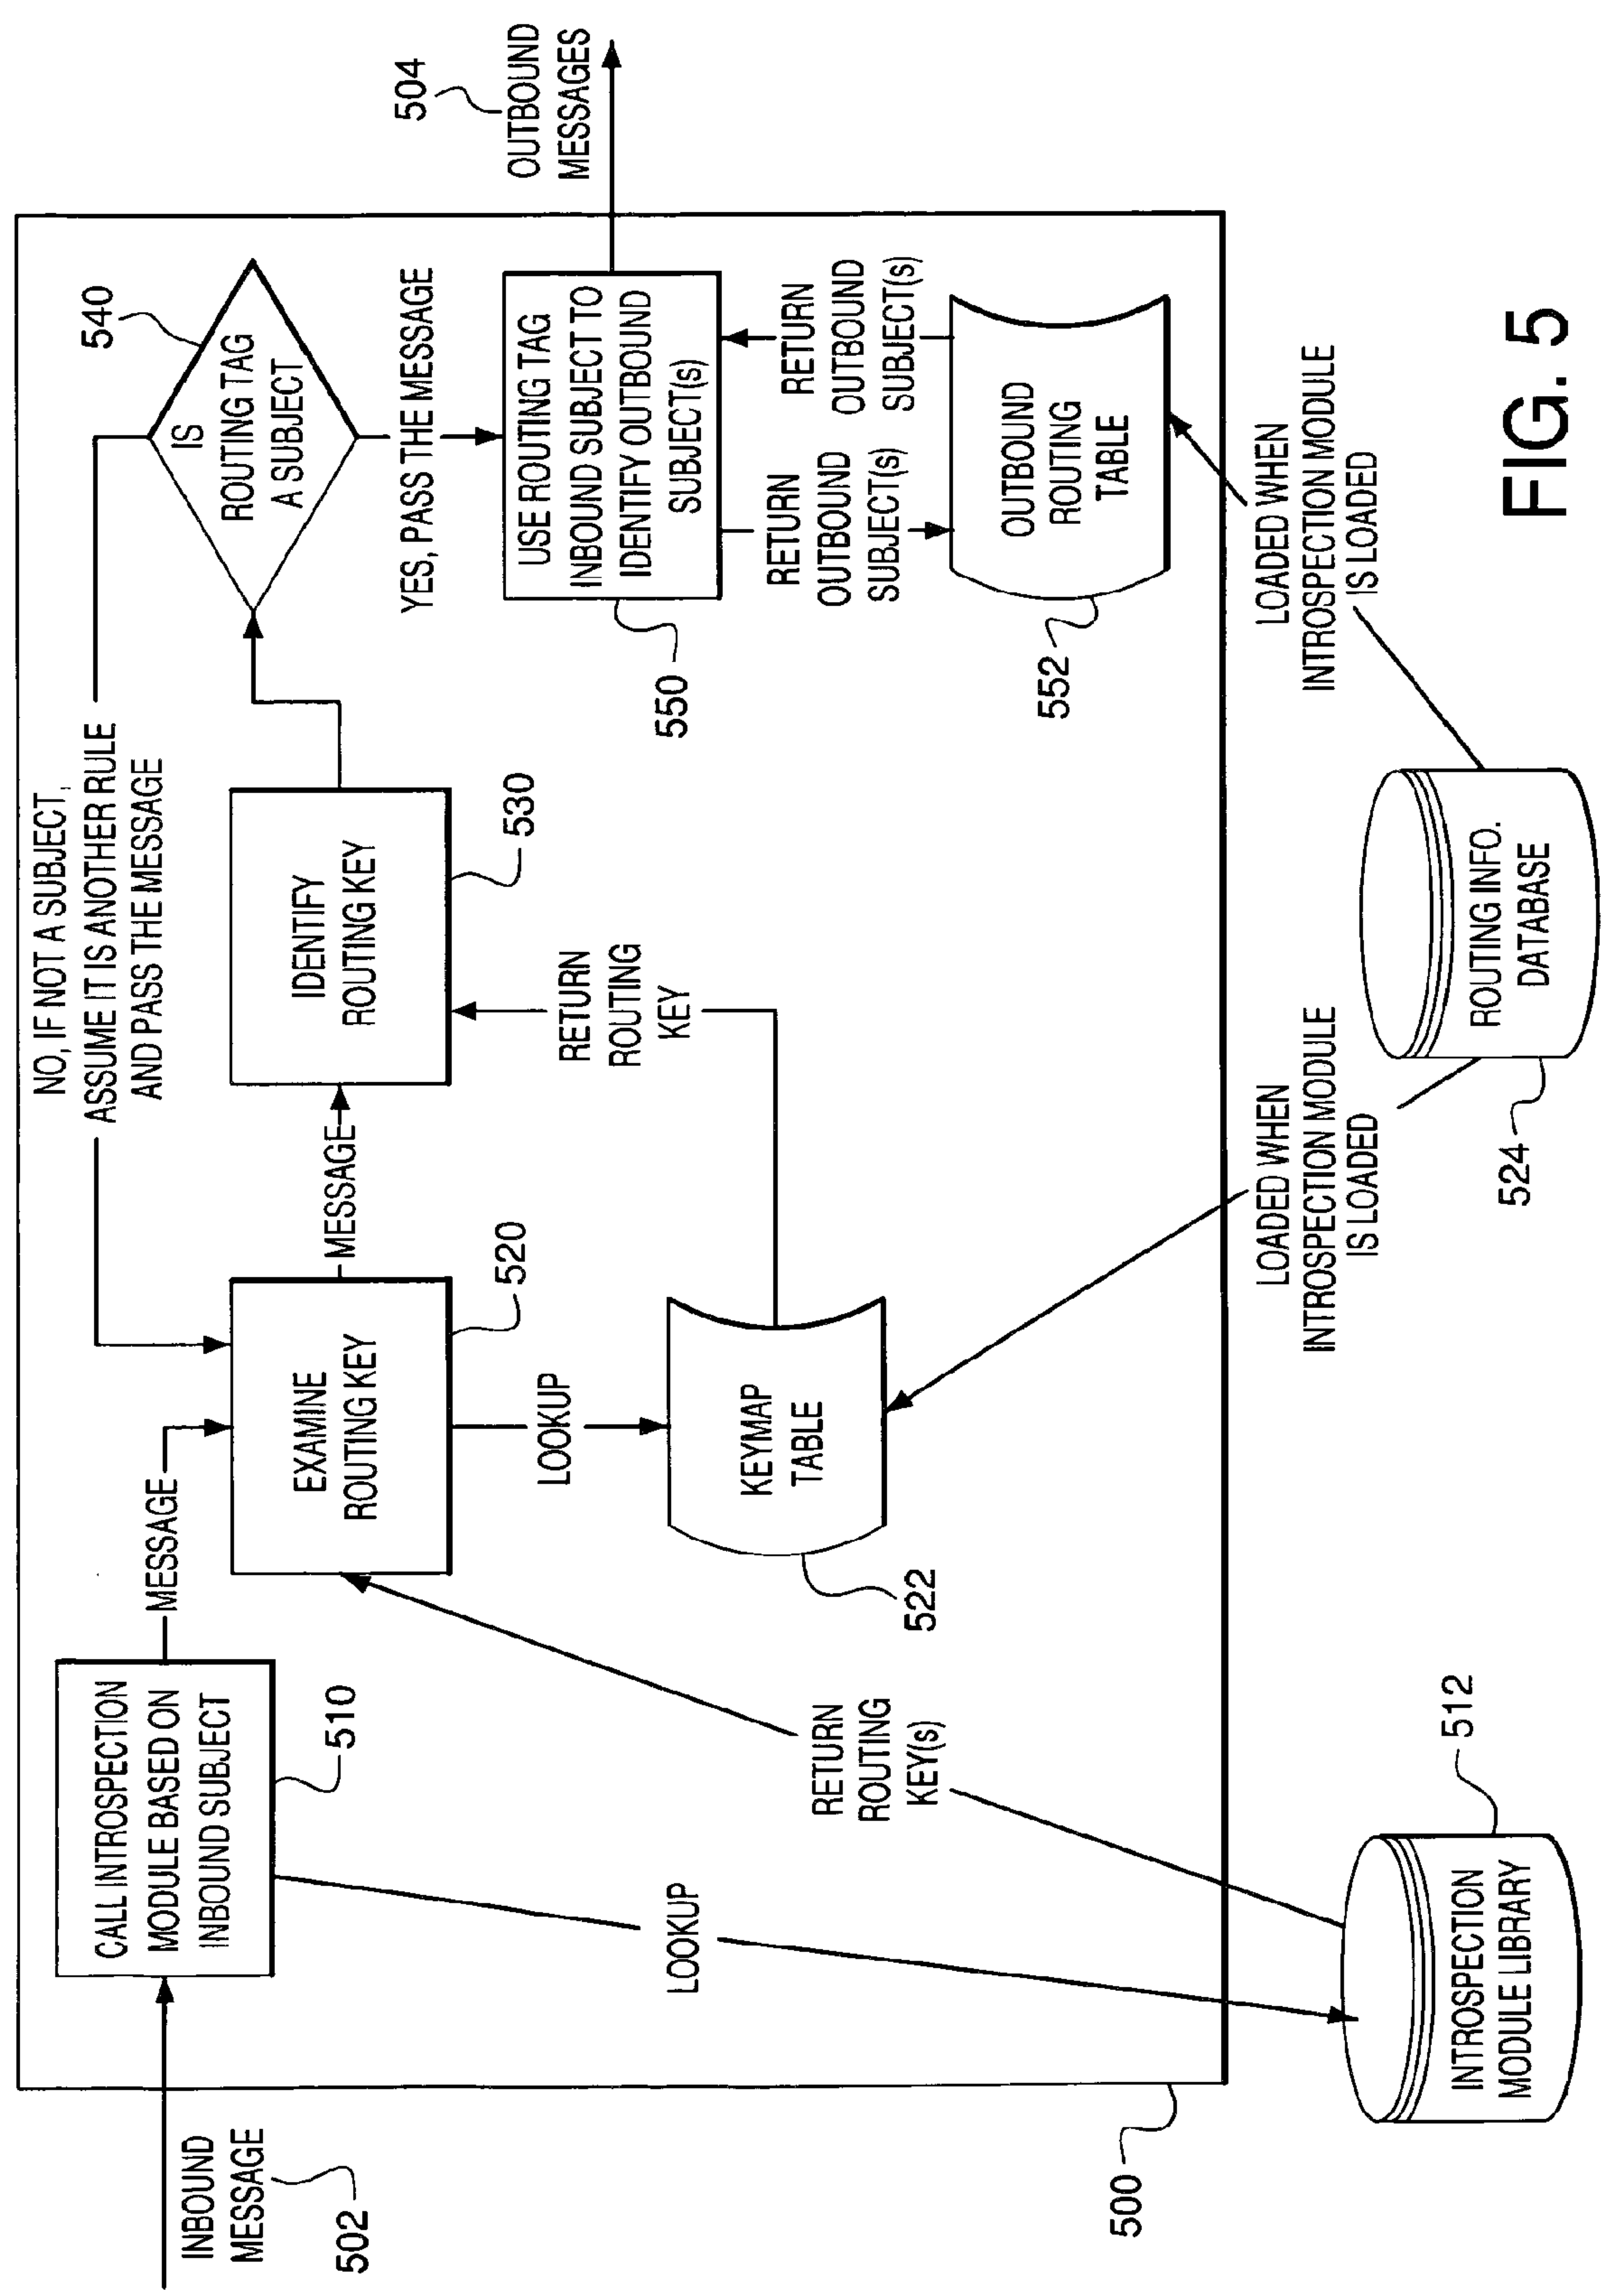 INBOUND
MESSAGE
502
CALL INTROSPECTION
MODULE BASED ON
INBOUND SUBJECT
510
MESSAGE
NO, IF NOT A SUBJECT,
ASSUME IT IS ANOTHER RULE
AND PASS THE MESSAGE
EXAMINE
ROUTING KEY
520
MESSAGE
IDENTIFY
ROUTING KEY
530
IS
ROUTING TAG
A SUBJECT
540
YES, PASS THE MESSAGE
504
OUTBOUND
MESSAGES
USE ROUTING TAG
INBOUND SUBJECT TO
IDENTIFY OUTBOUND
SUBJECT(s)
550
RETURN
OUTBOUND
SUBJECT(s)
RETURN
OUTBOUND
SUBJECT(s)
OUTBOUND
ROUTING
TABLE
552
LOOKUP
RETURN
ROUTING
KEY
KEYMAP
TABLE
522
LOOKUP
RETURN
ROUTING
KEY(s)
500
INTROSPECTION
MODULE LIBRARY
512
LOADED WHEN
INTROSPECTION MODULE
IS LOADED
ROUTING INFO.
DATABASE
524
LOADED WHEN
INTROSPECTION MODULE
IS LOADED
FIG. 5